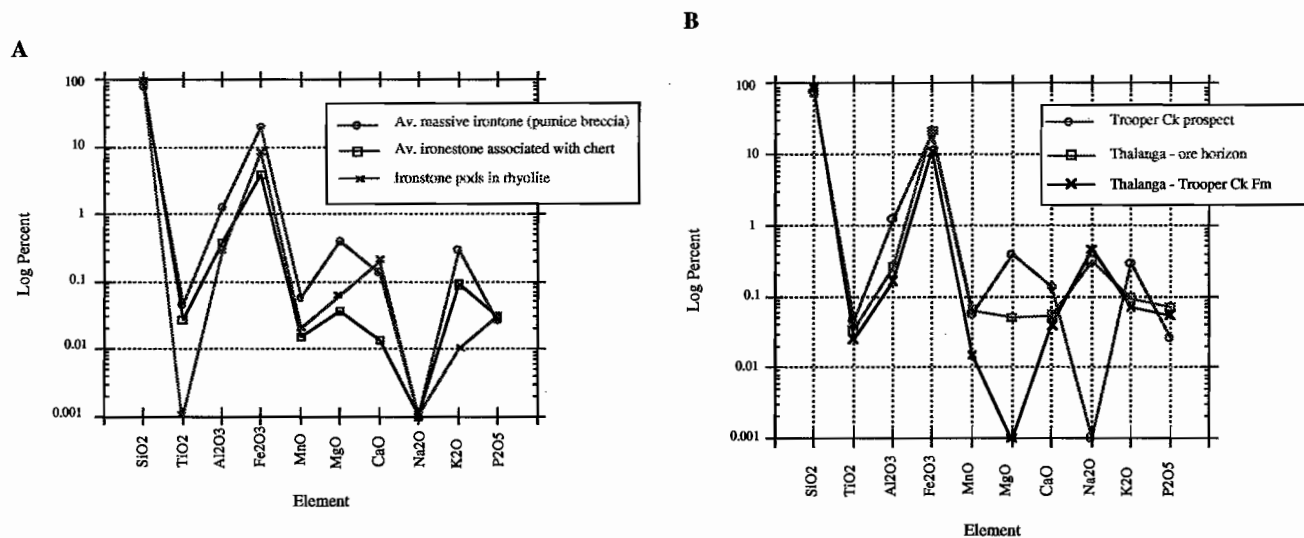 A
100
10
1
0.1
0.01
0.001
Log Percent
Av. massive irontone (pumice breccia)
Av. ironestone associated with chert
Ironstone pods in rhyolite
SiO2
TiO2
Al2O3
Fe2O3
MnO
MgO
CaO
Na2O
K2O
P2O5
Element
B
100
10
1
0.1
0.01
0.001
Log Percent
Trooper Ck prospect
Thalanga - ore horizon
Thalanga - Trooper Ck Fm
SiO2
TiO2
Al2O3
Fe2O3
MnO
MgO
CaO
Na2O
K2O
P2O5
Element